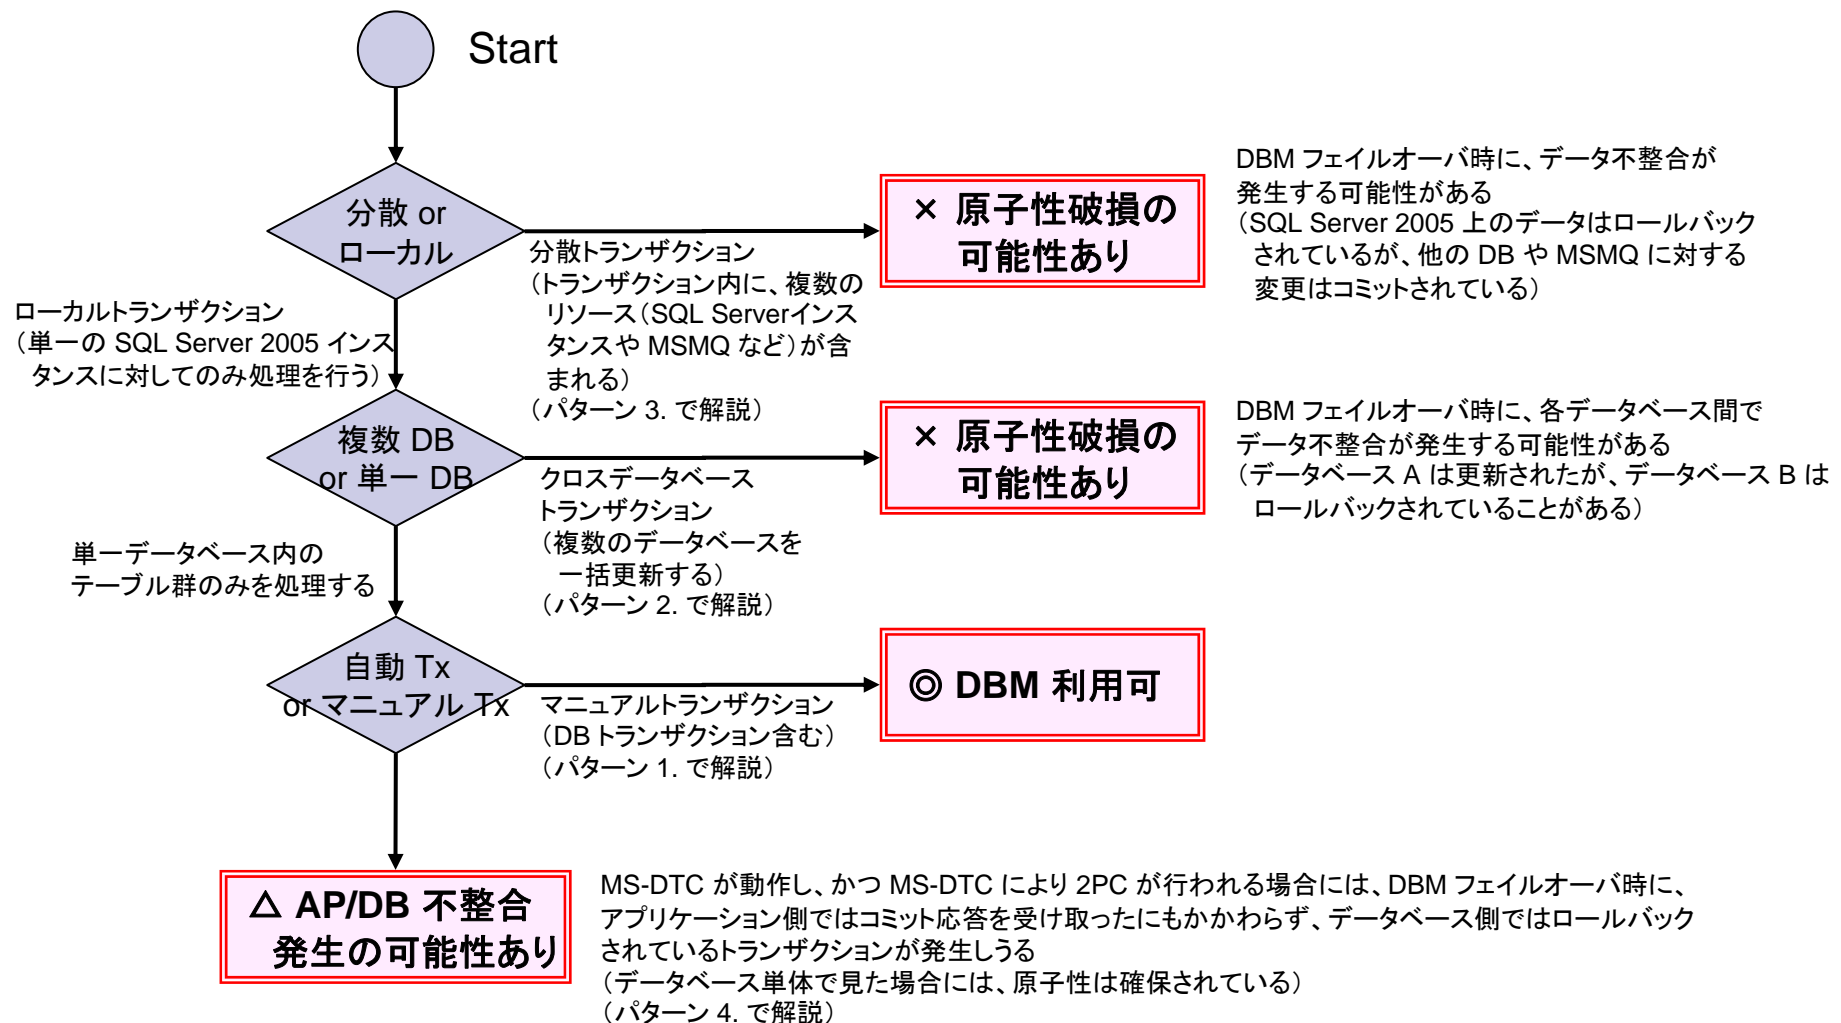 Start
分散 or
ローカル
分散トランザクション
（トランザクション内に、複数の
リソース（SQL Serverインス
タンスや MSMQ など）が含
まれる）
（パターン 3. で解説）
× 原子性破損の
可能性あり
DBM フェイルオーバ時に、データ不整合が
発生する可能性がある
（SQL Server 2005 上のデータはロールバック
されているが、他の DB や MSMQ に対する
変更はコミットされている）
ローカルトランザクション
（単一の SQL Server 2005 インス
タンスに対してのみ処理を行う）
複数 DB
or 単一 DB
クロスデータベース
トランザクション
（複数のデータベースを
一括更新する）
（パターン 2. で解説）
× 原子性破損の
可能性あり
DBM フェイルオーバ時に、各データベース間で
データ不整合が発生する可能性がある
（データベース A は更新されたが、データベース B は
ロールバックされていることがある）
単一データベース内の
テーブル群のみを処理する
自動 Tx
or マニュアル Tx
マニュアルトランザクション
（DB トランザクション含む）
（パターン 1. で解説）
◎ DBM 利用可
△ AP/DB 不整合
発生の可能性あり
MS-DTC が動作し、かつ MS-DTC により 2PC が行われる場合には、DBM フェイルオーバ時に、
アプリケーション側ではコミット応答を受け取ったにもかかわらず、データベース側ではロールバック
されているトランザクションが発生しうる
（データベース単体で見た場合には、原子性は確保されている）
（パターン 4. で解説）